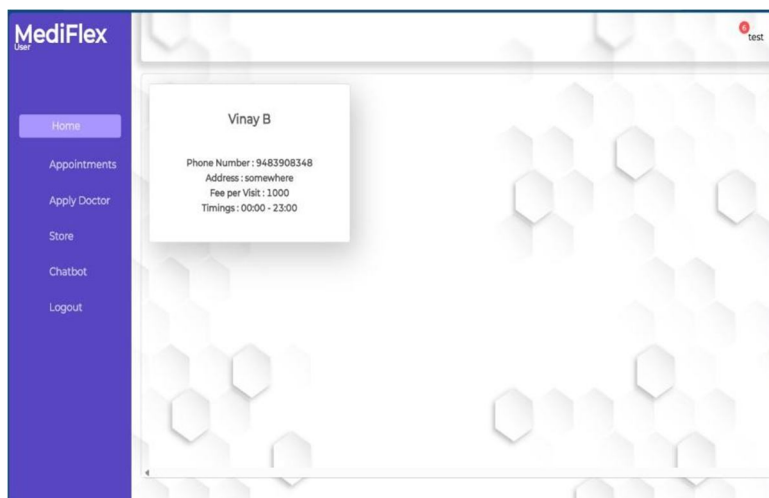 MediFlex
User
6
test
Home
Appointments
Apply Doctor
Store
Chatbot
Logout
Vinay B
Phone Number : 9483908348
Address : somewhere
Fee per Visit : 1000
Timings : 00:00 - 23:00